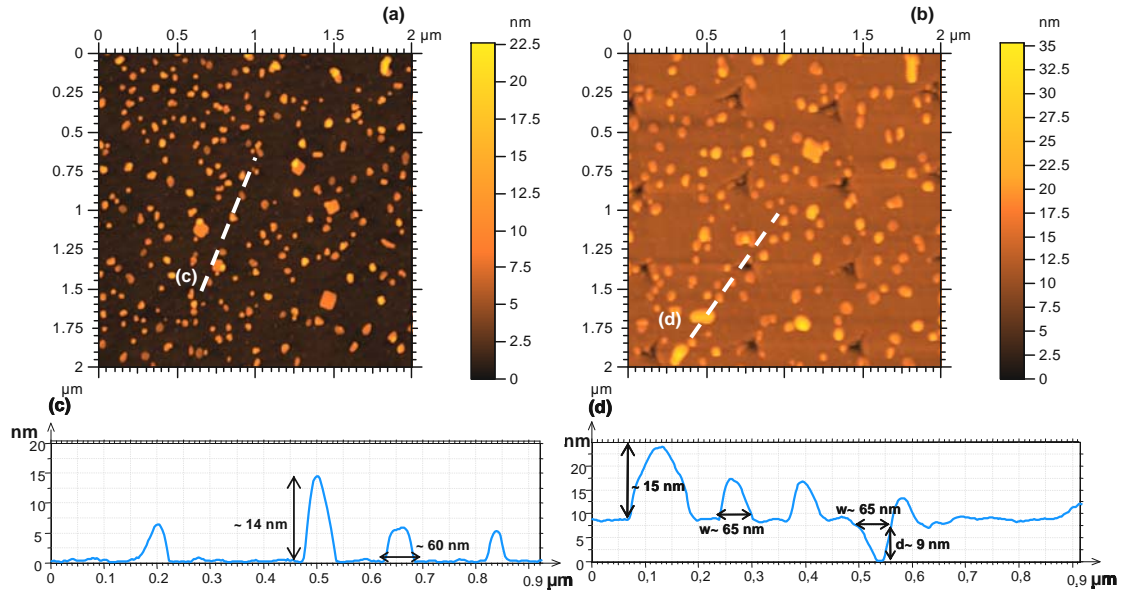 (a)
0 0.5 1 1.5 2 µm
0
0.25
0.5
0.75
1
1.25
1.5
1.75
2
µm
(c)
nm
22.5
20
17.5
15
12.5
10
7.5
5
2.5
0
(b)
0 0.5 1 1.5 2 µm
0
0.25
0.5
0.75
1
1.25
1.5
1.75
2
µm
(d)
nm
35
32.5
30
27.5
25
22.5
20
17.5
15
12.5
10
7.5
5
2.5
0
(c)
nm
20
15
10
5
0
~ 14 nm
~ 60 nm
0 0.1 0.2 0.3 0.4 0.5 0.6 0.7 0.8 0.9 µm
(d)
nm
20
15
10
5
0
~ 15 nm
w~ 65 nm
w~ 65 nm
d~ 9 nm
0 0,1 0,2 0,3 0,4 0,5 0,6 0,7 0,8 0,9 µm